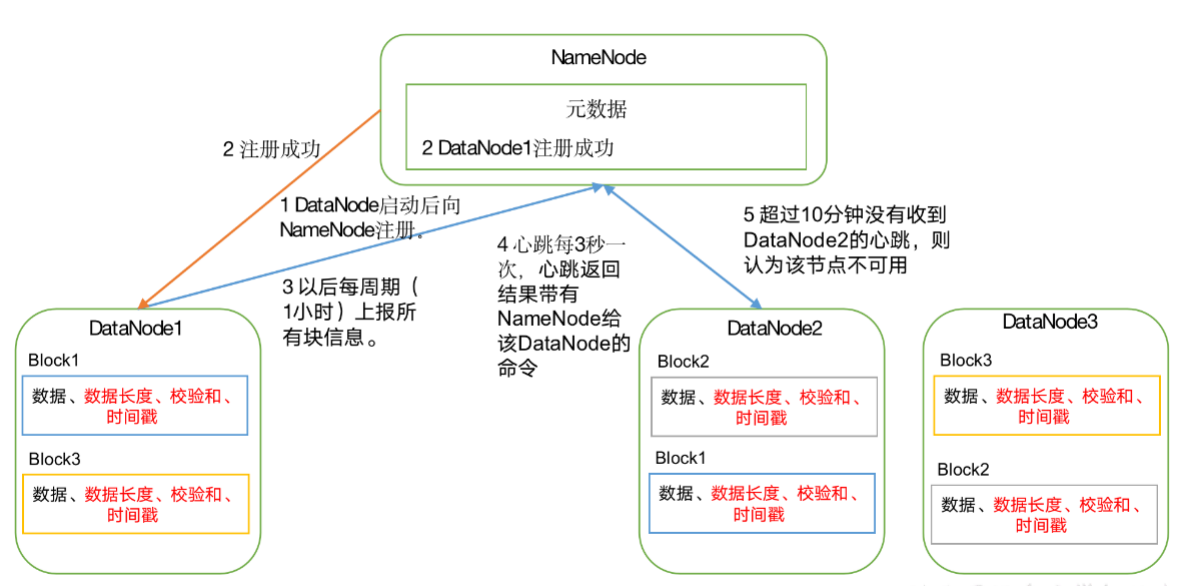 NameNode
元数据
2 DataNode1注册成功
2 注册成功
1 DataNode启动后向
NameNode注册。
3 以后每周期（
1小时）上报所
有块信息。
4 心跳每3秒一
次，心跳返回
结果带有
NameNode给
该DataNode的
命令
5 超过10分钟没有收到
DataNode2的心跳，则
认为该节点不可用
DataNode1
Block1
数据、数据长度、校验和、
时间戳
Block3
数据、数据长度、校验和、
时间戳
DataNode2
Block2
数据、数据长度、校验和、
时间戳
Block1
数据、数据长度、校验和、
时间戳
DataNode3
Block3
数据、数据长度、校验和、
时间戳
Block2
数据、数据长度、校验和、
时间戳